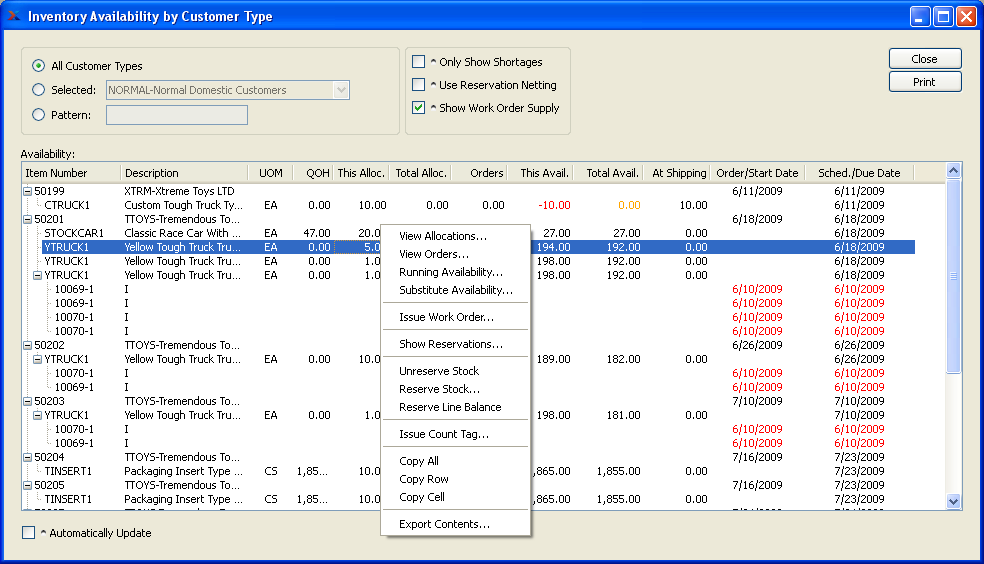 Inventory Availability by Customer Type
All Customer Types
Selected: NORMAL-Normal Domestic Customers
Pattern:
^ Only Show Shortages
^ Use Reservation Netting
^ Show Work Order Supply
Close
Print
Availability:
Item Number Description UOM QOH This Alloc. Total Alloc. Orders This Avail. Total Avail. At Shipping Order/Start Date Sched./Due Date
50199 XTRM-Xtreme Toys LTD 6/11/2009 6/11/2009
CTRUCK1 Custom Tough Truck Ty... EA 0.00 10.00 0.00 0.00 -10.00 0.00 10.00 6/11/2009
50201 TTOYS-Tremendous To... 6/18/2009 6/18/2009
STOCKCAR1 Classic Race Car With ... EA 47.00 20.0 27.00 27.00 0.00 6/18/2009
YTRUCK1 Yellow Tough Truck Tru... EA 0.00 5.0 194.00 192.00 0.00 6/18/2009
YTRUCK1 Yellow Tough Truck Tru... EA 0.00 1.0 198.00 192.00 0.00 6/18/2009
YTRUCK1 Yellow Tough Truck Tru... EA 0.00 1.0 198.00 192.00 0.00 6/18/2009
10069-1 I 6/10/2009 6/10/2009
10069-1 I 6/10/2009 6/10/2009
10070-1 I 6/10/2009 6/10/2009
10070-1 I 6/10/2009 6/10/2009
50202 TTOYS-Tremendous To... 6/26/2009 6/26/2009
YTRUCK1 Yellow Tough Truck Tru... EA 0.00 10.0 189.00 182.00 0.00 6/26/2009
10070-1 I 6/10/2009 6/10/2009
10069-1 I 6/10/2009 6/10/2009
50203 TTOYS-Tremendous To... 7/10/2009 7/10/2009
YTRUCK1 Yellow Tough Truck Tru... EA 0.00 1.0 198.00 181.00 0.00 7/10/2009
10070-1 I 6/10/2009 6/10/2009
10069-1 I 6/10/2009 6/10/2009
50204 TTOYS-Tremendous To... 7/16/2009 7/23/2009
TINSERT1 Packaging Insert Type ... CS 1,85... 10.0 ,865.00 1,855.00 0.00 7/23/2009
50205 TTOYS-Tremendous To... 7/16/2009 7/23/2009
TINSERT1 Packaging Insert Type ... CS 1,85... 10.0 ,865.00 1,855.00 0.00 7/23/2009
View Allocations...
View Orders...
Running Availability...
Substitute Availability...
Issue Work Order...
Show Reservations...
Unreserve Stock
Reserve Stock...
Reserve Line Balance
Issue Count Tag...
Copy All
Copy Row
Copy Cell
Export Contents...
^ Automatically Update